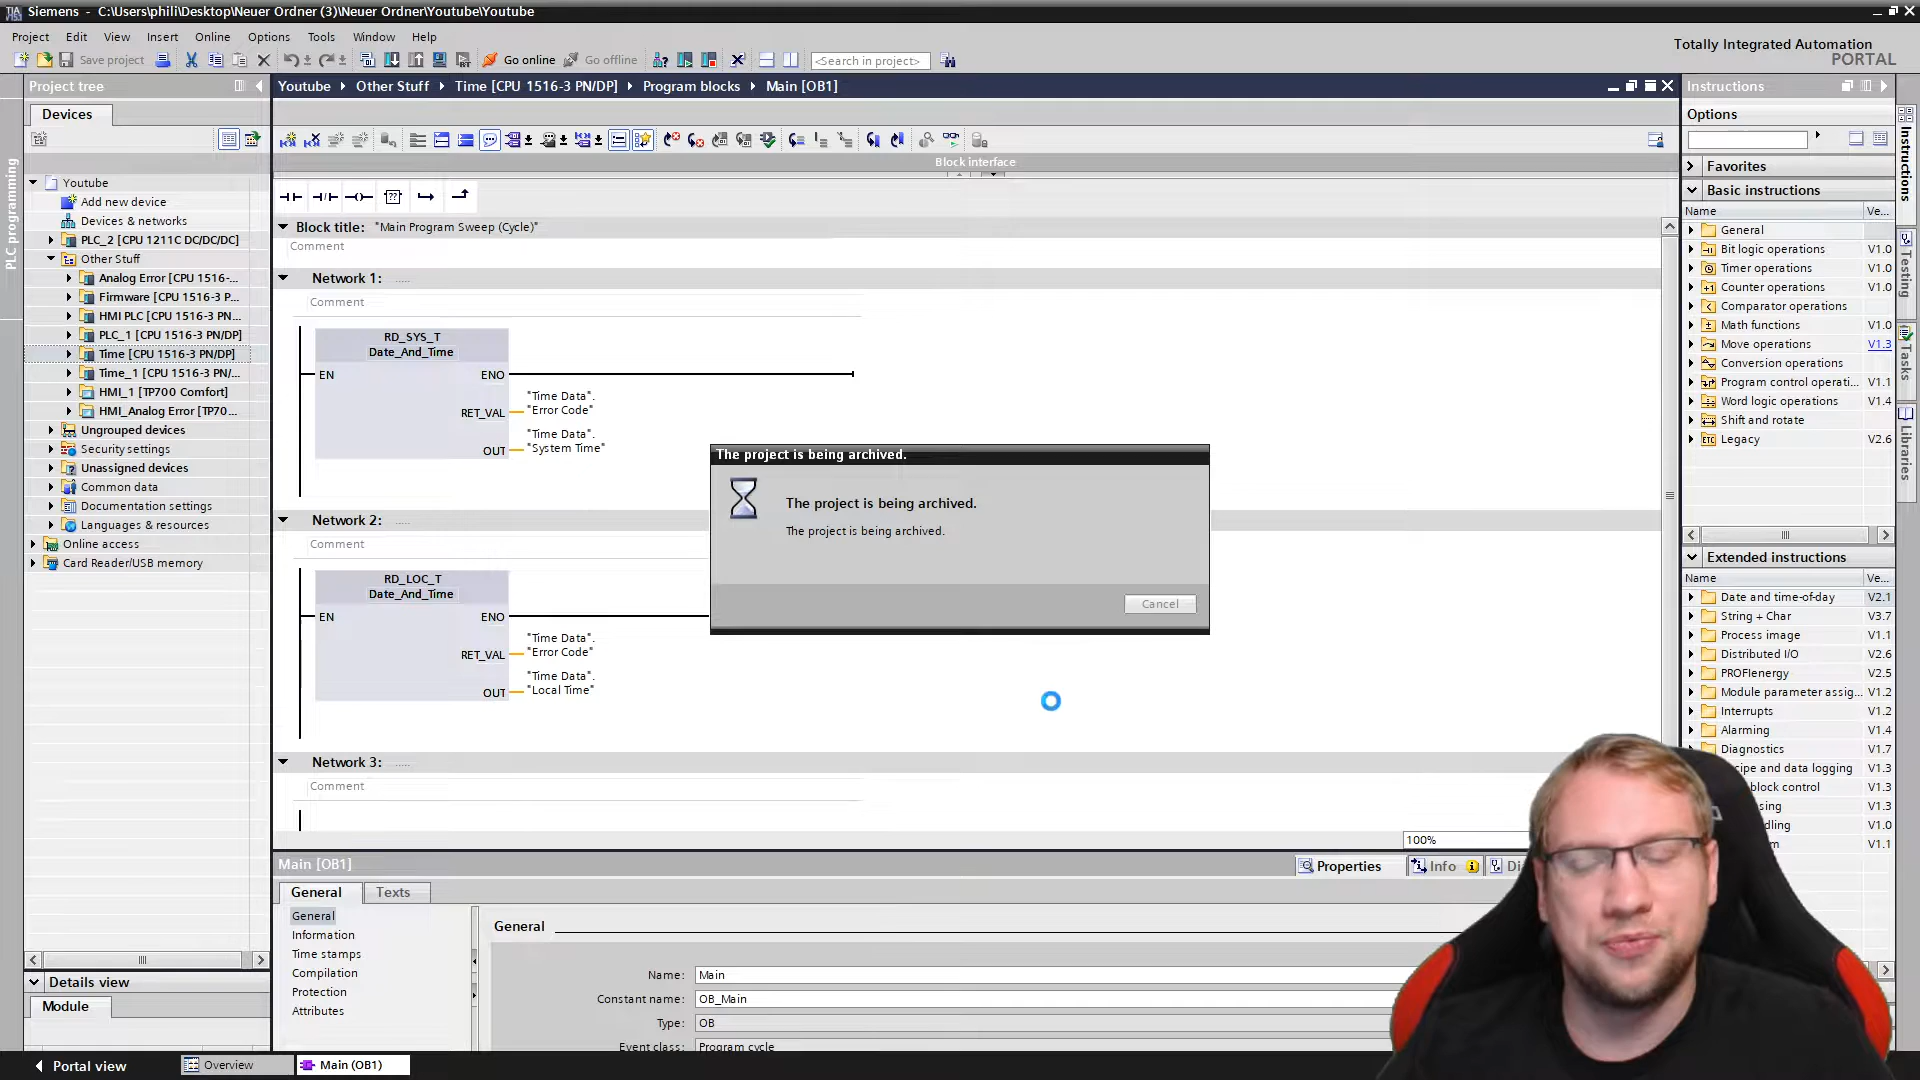 Siemens - C:\Users\phili\Desktop\Neuer Ordner (3)\Neuer Ordner\Youtube\Youtube
Project Edit View Insert Online Options Tools Window Help
Totally Integrated Automation
PORTAL
Save project
Go online
Go offline
<Search in project>
Project tree
Youtube Other Stuff Time [CPU 1516-3 PN/DP] Program blocks Main [OB1]
Instructions
Devices
Options
PLC programming
Block interface
Youtube
Add new device
Devices & networks
PLC_2 [CPU 1211C DC/DC/DC]
Other Stuff
Analog Error [CPU 1516-...
Firmware [CPU 1516-3 P...
HMI PLC [CPU 1516-3 PN...
PLC_1 [CPU 1516-3 PN/DP]
Time [CPU 1516-3 PN/DP]
Time_1 [CPU 1516-3 PN/...
HMI_1 [TP700 Comfort]
HMI_Analog Error [TP70...
Ungrouped devices
Security settings
Unassigned devices
Common data
Documentation settings
Languages & resources
Online access
Card Reader/USB memory
Details view
Module
??
Block title: "Main Program Sweep (Cycle)"
Comment
Network 1: .....
Comment
RD_SYS_T
Date_And_Time
EN
ENO
RET_VAL
"Time Data".
"Error Code"
OUT
"Time Data".
"System Time"
Network 2: .....
Comment
RD_LOC_T
Date_And_Time
EN
ENO
RET_VAL
"Time Data".
"Error Code"
OUT
"Time Data".
"Local Time"
Network 3: .....
Comment
The project is being archived.
The project is being archived.
The project is being archived.
Cancel
100%
Main [OB1]
Properties
Info
Di
General
Texts
General
Information
Time stamps
Compilation
Protection
Attributes
General
Name: Main
Constant name: OB_Main
Type: OB
Event class: Program cycle
Favorites
Basic instructions
Name Ve...
General
Bit logic operations V1.0
Timer operations V1.0
Counter operations V1.0
Comparator operations
Math functions V1.0
Move operations V1.3
Conversion operations
Program control operati... V1.1
Word logic operations V1.4
Shift and rotate
Legacy V2.6
Extended instructions
Name Ve...
Date and time-of-day V2.1
String + Char V3.7
Process image V1.1
Distributed I/O V2.6
PROFIenergy V2.5
Module parameter assig... V1.2
Interrupts V1.2
Alarming V1.4
Diagnostics V1.7
cipe and data logging V1.3
block control V1.3
sing V1.3
dling V1.0
m V1.1
Instructions
Testing
Tasks
Libraries
Portal view
Overview
Main (OB1)